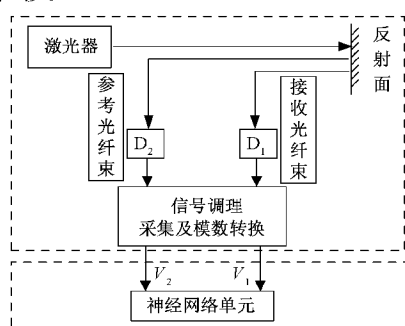 激光器
反射面
参考光纤束
接收光纤束
D₂
D₁
信号调理
采集及模数转换
V₂
V₁
神经网络单元